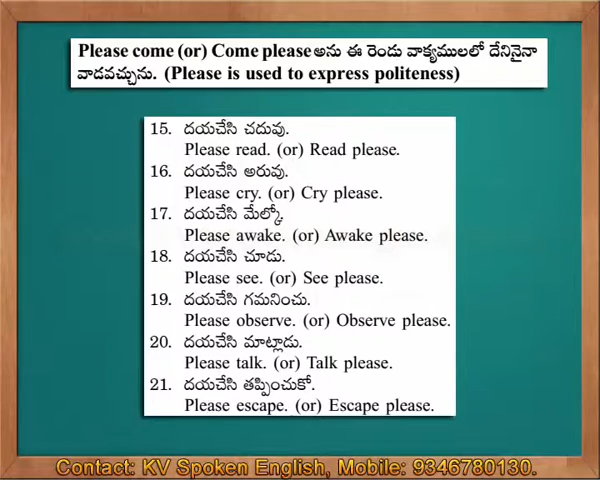 Please come (or) Come please అను ఈ రెండు వాక్యములలో దేనినైనా
వాడవచ్చును. (Please is used to express politeness)
15. దయచేసి చదువు.
Please read. (or) Read please.
16. దయచేసి అరువు.
Please cry. (or) Cry please.
17. దయచేసి మేల్కో.
Please awake. (or) Awake please.
18. దయచేసి చూడు.
Please see. (or) See please.
19. దయచేసి గమనించు.
Please observe. (or) Observe please.
20. దయచేసి మాట్లాడు.
Please talk. (or) Talk please.
21. దయచేసి తప్పించుకో.
Please escape. (or) Escape please.
Contact: KV Spoken English, Mobile: 9346780130.